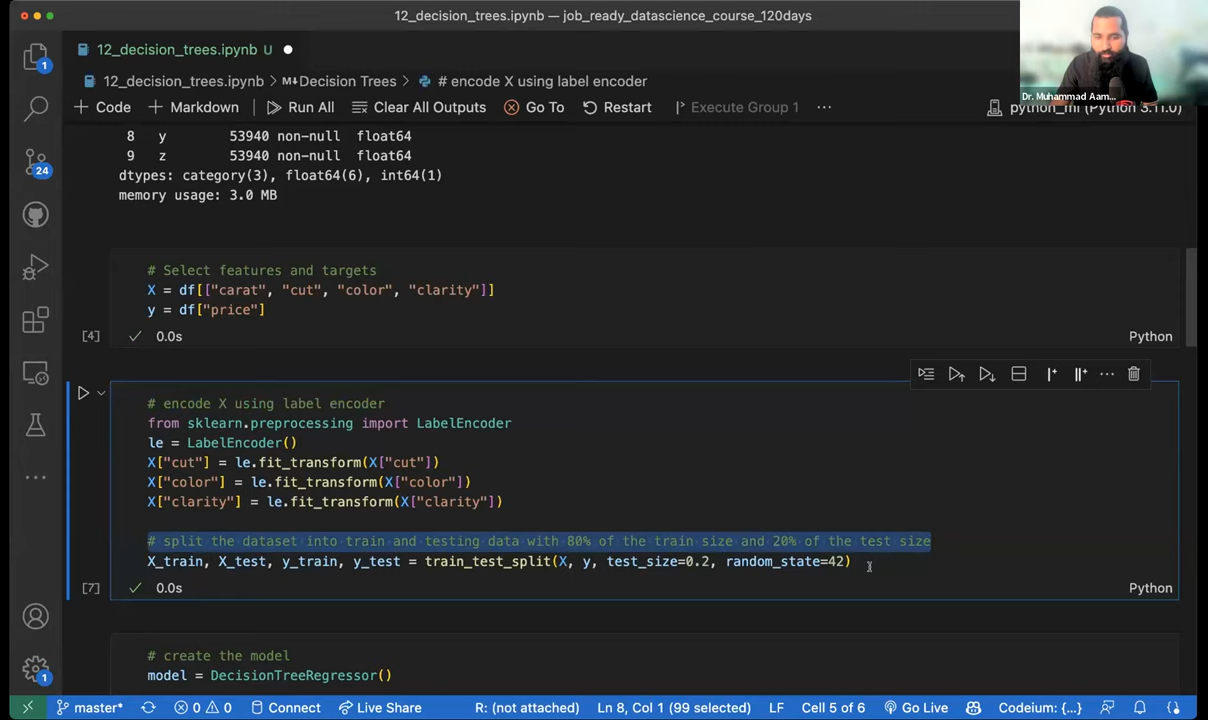 12_decision_trees.ipynb — job_ready_datascience_course_120days
12_decision_trees.ipynb U
12_decision_trees.ipynb > M↓Decision Trees > # encode X using label encoder
+ Code + Markdown Run All Clear All Outputs Go To Restart Execute Group 1 ...
python_ml (Python 3.11.0)
Dr. Muhammad Aam...
8 y 53940 non-null float64
9 z 53940 non-null float64
dtypes: category(3), float64(6), int64(1)
memory usage: 3.0 MB
# Select features and targets
X = df[["carat", "cut", "color", "clarity"]]
y = df["price"]
[4] 0.0s Python
# encode X using label encoder
from sklearn.preprocessing import LabelEncoder
le = LabelEncoder()
X["cut"] = le.fit_transform(X["cut"])
X["color"] = le.fit_transform(X["color"])
X["clarity"] = le.fit_transform(X["clarity"])
# split the dataset into train and testing data with 80% of the train size and 20% of the test size
X_train, X_test, y_train, y_test = train_test_split(X, y, test_size=0.2, random_state=42)
[7] 0.0s Python
# create the model
model = DecisionTreeRegressor()
1
24
1
master* 0 0 Connect Live Share R: (not attached) Ln 8, Col 1 (99 selected) LF Cell 5 of 6 Go Live Codeium: {...}